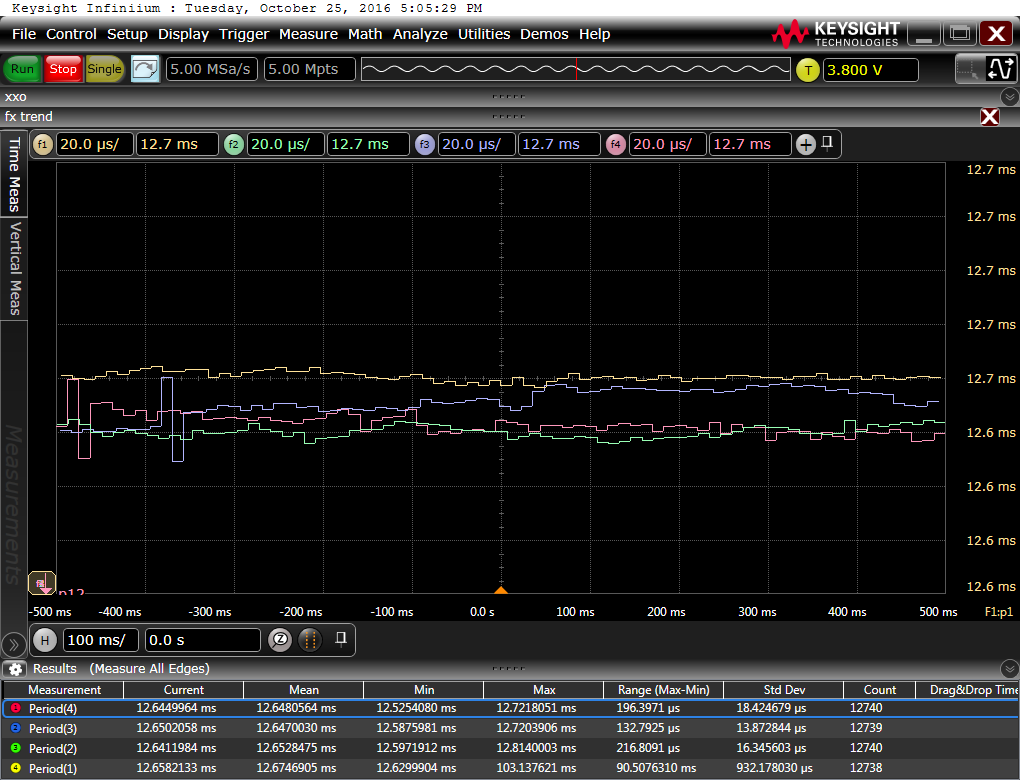 Keysight Infiniium : Tuesday, October 25, 2016 5:05:29 PM
File Control Setup Display Trigger Measure Math Analyze Utilities Demos Help
KEYSIGHT
TECHNOLOGIES
Run Stop Single 5.00 MSa/s 5.00 Mpts T 3.800 V
xxo
fx trend
f1 20.0 µs/ 12.7 ms f2 20.0 µs/ 12.7 ms f3 20.0 µs/ 12.7 ms f4 20.0 µs/ 12.7 ms +
Time Meas
Vertical Meas
Measurements
12.7 ms
12.7 ms
12.7 ms
12.7 ms
12.7 ms
12.6 ms
12.6 ms
12.6 ms
12.6 ms
p12
-500 ms -400 ms -300 ms -200 ms -100 ms 0.0 s 100 ms 200 ms 300 ms 400 ms 500 ms F1:p1
H 100 ms/ 0.0 s
Results (Measure All Edges)
Measurement Current Mean Min Max Range (Max-Min) Std Dev Count Drag&Drop Time
1 Period(4) 12.6449964 ms 12.6480564 ms 12.5254080 ms 12.7218051 ms 196.3971 µs 18.424679 µs 12740
2 Period(3) 12.6502058 ms 12.6470030 ms 12.5875981 ms 12.7203906 ms 132.7925 µs 13.872844 µs 12739
3 Period(2) 12.6411984 ms 12.6528475 ms 12.5971912 ms 12.8140003 ms 216.8091 µs 16.345603 µs 12740
4 Period(1) 12.6582133 ms 12.6746905 ms 12.6299904 ms 103.137621 ms 90.5076310 ms 932.178030 µs 12738